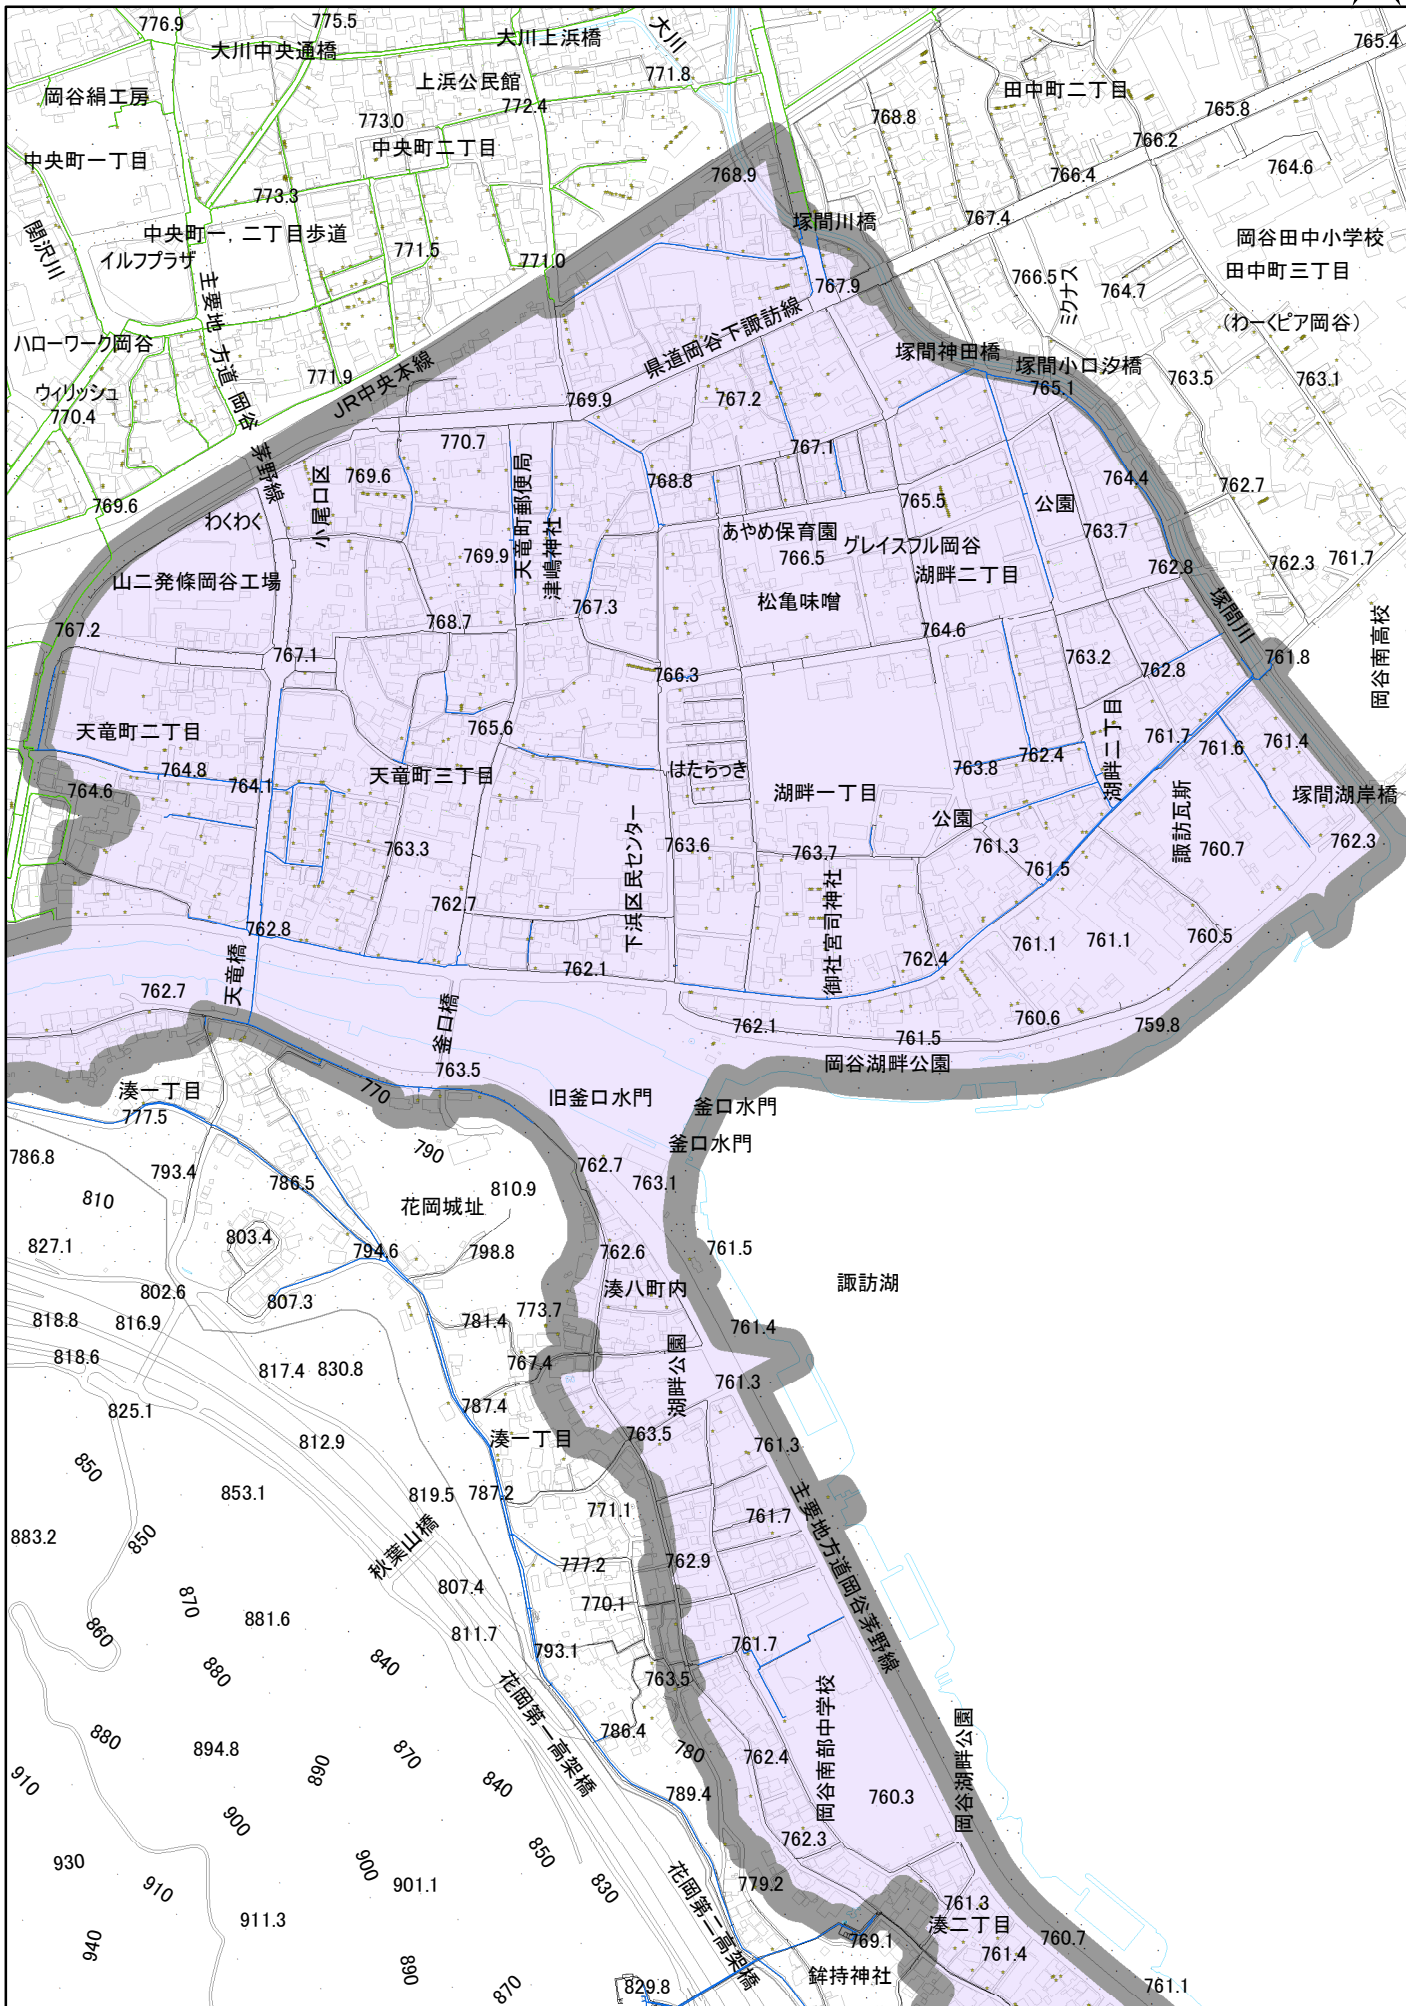 776.9
775.5
大川中央通橋
大川上浜橋
大川
765.4
岡谷絹工房
上浜公民館
771.8
772.4
田中町二丁目
768.8
765.8
773.0
766.2
中央町一丁目
中央町二丁目
768.9
766.4
764.6
773.3
767.4
関沢川
中央町一，二丁目歩道
塚間川橋
岡谷田中小学校
イルフプラザ
771.5
771.0
766.5
ミクナス
764.7
田中町三丁目
主要地
方道
岡谷
茅野線
767.9
(わーくピア岡谷)
ハローワーク岡谷
県道岡谷下諏訪線
塚間神田橋
塚間小口汐橋
ウィリッシュ
771.9
JR中央本線
765.1
763.5
763.1
770.4
769.9
767.2
770.7
767.1
769.6
小尾口区
769.6
天竜町郵便局
768.8
765.5
公園
764.4
762.7
わくわく
津嶋神社
あやめ保育園
763.7
769.9
766.5
グレイスフル岡谷
762.3
761.7
山二発條岡谷工場
湖畔二丁目
762.8
767.3
松亀味噌
塚間川
767.2
768.7
764.6
岡谷南高校
767.1
766.3
763.2
762.8
761.8
天竜町二丁目
765.6
湖畔二丁目
761.7
761.6
761.4
764.8
764.1
天竜町三丁目
はたらっき
763.8
762.4
764.6
湖畔一丁目
塚間湖岸橋
公園
諏訪瓦斯
763.3
下浜区民センター
763.6
763.7
761.3
760.7
762.3
761.5
762.7
御社宮司神社
762.8
761.1
761.1
760.5
天竜橋
762.1
762.4
762.7
釜口橋
762.1
761.5
760.6
759.8
763.5
岡谷湖畔公園
湊一丁目
770
旧釜口水門
釜口水門
777.5
釜口水門
786.8
793.4
790
762.7
786.5
763.1
810
810.9
花岡城址
827.1
803.4
794.6
798.8
762.6
761.5
802.6
807.3
湊八町内
諏訪湖
818.8
816.9
781.4
773.7
761.4
818.6
817.4
830.8
767.4
湖畔公園
761.3
825.1
787.4
812.9
湊一丁目
763.5
761.3
850
853.1
819.5
787.2
771.1
761.7
主要地方道岡谷茅野線
883.2
850
秋葉山橋
777.2
762.9
870
807.4
770.1
860
881.6
811.7
793.1
761.7
840
880
763.5
花岡第一高架橋
岡谷南部中学校
880
894.8
786.4
780
762.4
岡谷湖畔公園
910
890
870
840
789.4
760.3
900
762.3
930
900
850
910
901.1
830
花岡第二高架橋
779.2
761.3
911.3
湊二丁目
940
769.1
761.4
760.7
890
鉾持神社
870
829.8
761.1